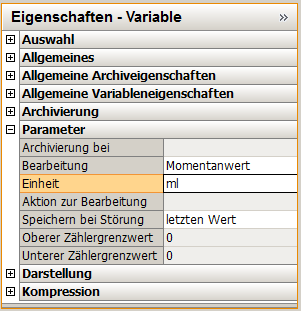 Eigenschaften - Variable »
Auswahl
Allgemeines
Allgemeine Archiveigenschaften
Allgemeine Variableneigenschaften
Archivierung
Parameter
Archivierung bei
Bearbeitung Momentanwert
Einheit ml
Aktion zur Bearbeitung
Speichern bei Störung letzten Wert
Oberer Zählergrenzwert 0
Unterer Zählergrenzwert 0
Darstellung
Kompression